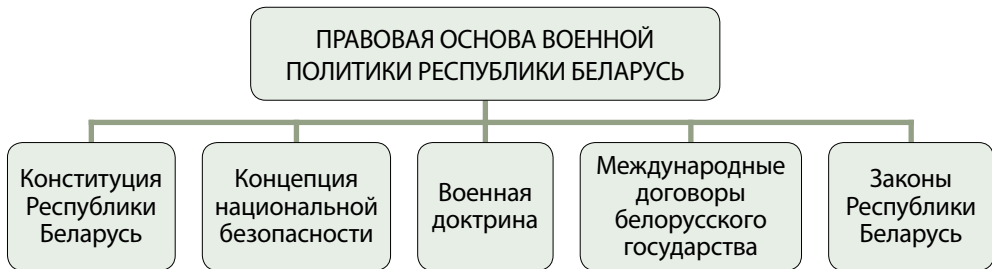 ПРАВОВАЯ ОСНОВА ВОЕННОЙ
ПОЛИТИКИ РЕСПУБЛИКИ БЕЛАРУСЬ
Конституция
Республики
Беларусь
Концепция
национальной
безопасности
Военная
доктрина
Международные
договоры
белорусского
государства
Законы
Республики
Беларусь